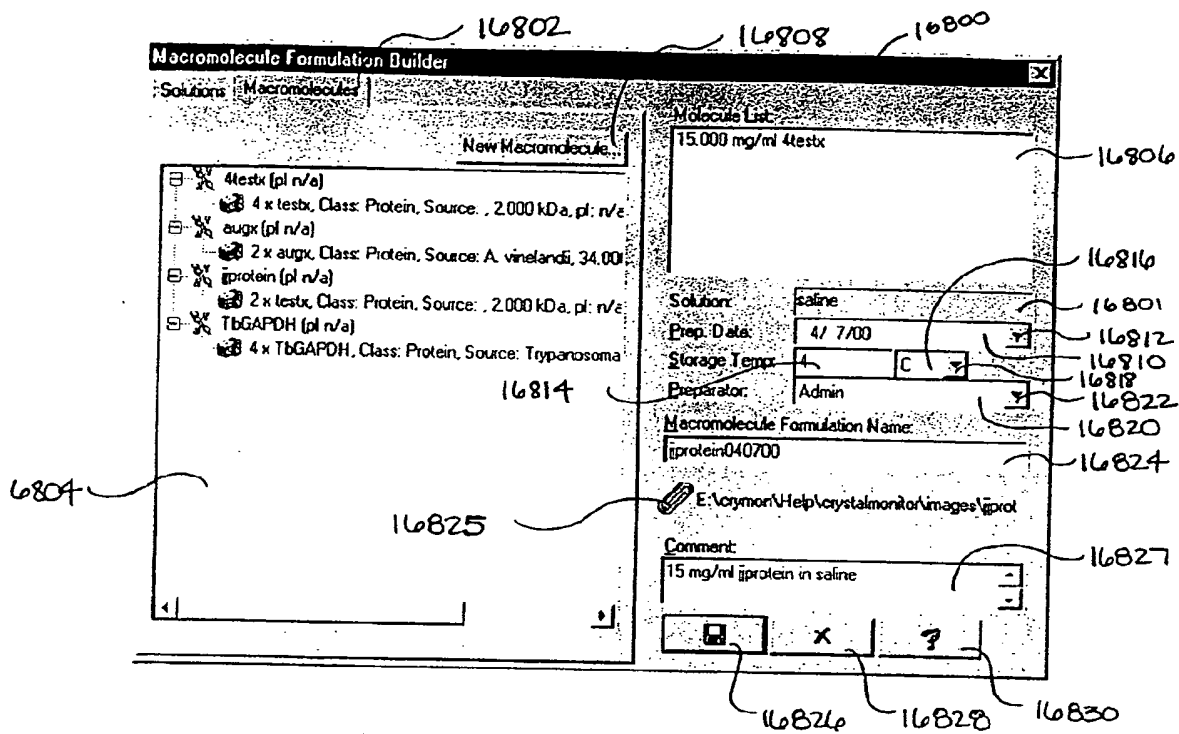 16802
16808
16800
Macromolecule Formulation Builder
Solutions Macromolecules
New Macromolecule...
4testx (pI n/a)
4 x testx, Class: Protein, Source: , 2.000 kDa, pI: n/a
augx (pI n/a)
2 x augx, Class: Protein, Source: A. vinelandii, 34.00
jjprotein (pI n/a)
2 x testx, Class: Protein, Source: , 2.000 kDa, pI: n/a
TbGAPDH (pI n/a)
4 x TbGAPDH, Class: Protein, Source: Trypanosoma
6804
Molecule List:
15.000 mg/ml 4testx
16806
16816
Solution: saline
16801
Prep. Date: 4/ 7/00
16812
16810
Storage Temp: 4 C
16818
16814
Preparator: Admin
16822
16820
Macromolecule Formulation Name:
jjprotein040700
16824
E:\crymon\Help\crystalmonitor\images\jjprot
16825
Comment:
15 mg/ml jjprotein in saline
16827
X
?
16826
16828
16830